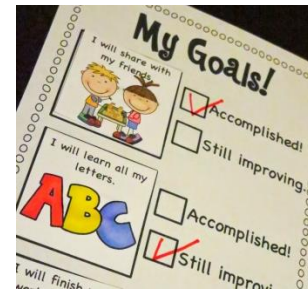 My Goals!
I will share with
my friends.
Accomplished!
Still improving.
I will learn all my
letters.
ABC
Accomplished!
Still improvi
I will finish